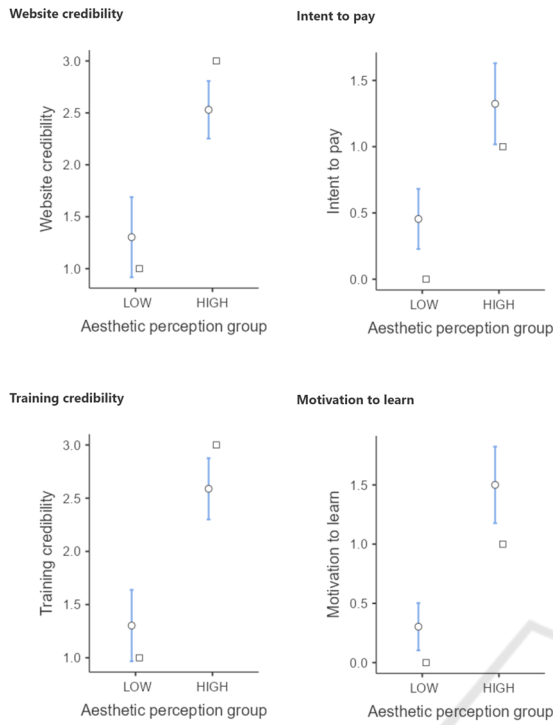 Website credibility
Intent to pay
3.0
2.5
2.0
1.5
1.0
Website credibility
LOW
HIGH
Aesthetic perception group
1.5
1.0
0.5
0.0
Intent to pay
LOW
HIGH
Aesthetic perception group
Training credibility
Motivation to learn
3.0
2.5
2.0
1.5
1.0
Training credibility
LOW
HIGH
Aesthetic perception group
1.5
1.0
0.5
0.0
Motivation to learn
LOW
HIGH
Aesthetic perception group